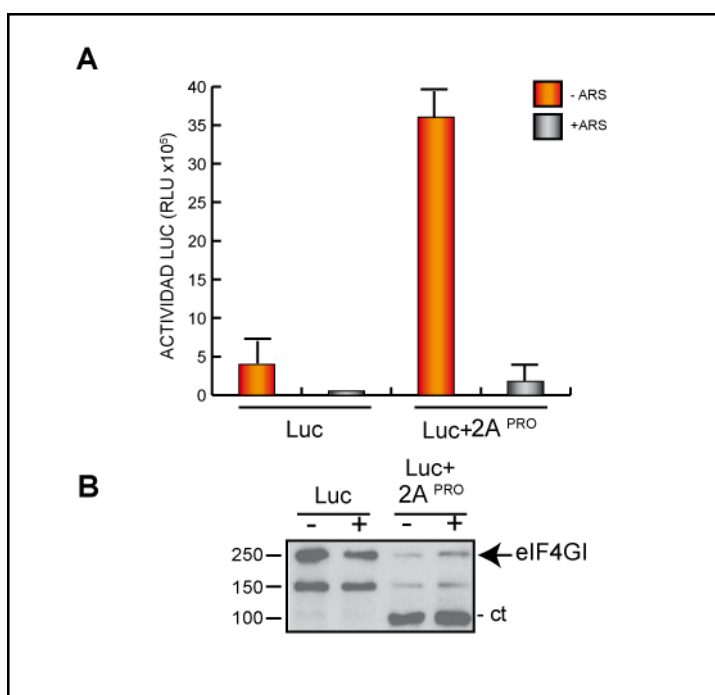 A
ACTIVIDAD LUC (RLU x10⁵)
40
35
30
25
20
15
10
5
0
- ARS
+ARS
Luc
Luc+2A PRO
B
Luc
Luc+
2A PRO
- + - +
250
150
100
eIF4GI
- ct